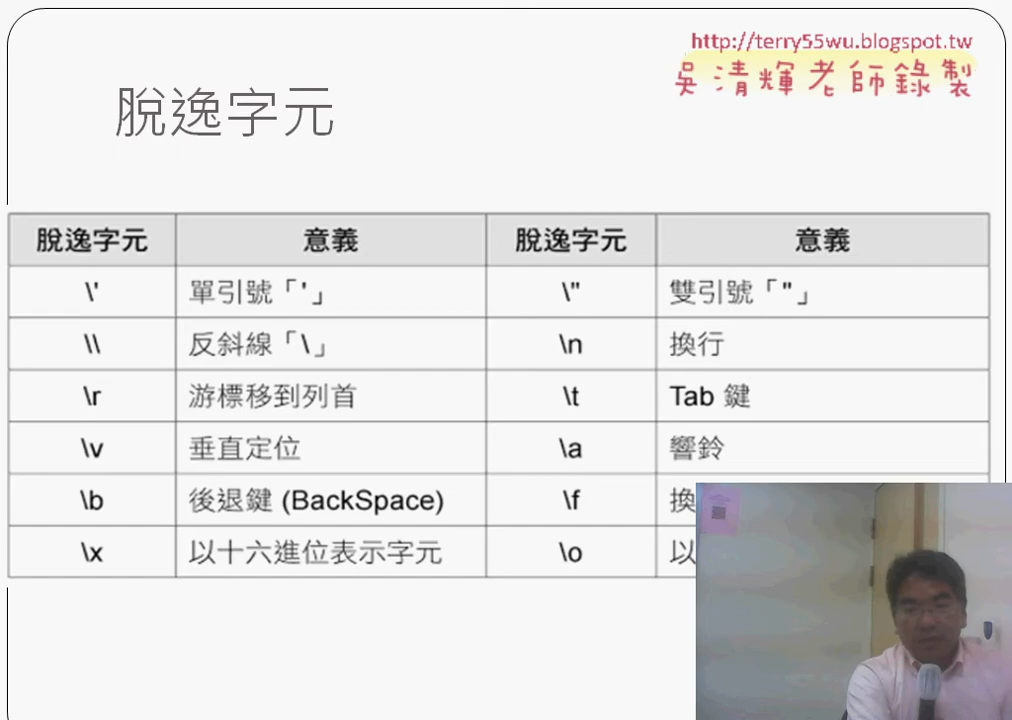 http://terry55wu.blogspot.tw
吳清輝老師錄製
脫逸字元
脫逸字元 意義 脫逸字元 意義
\' 單引號「'」 \" 雙引號「"」
\\ 反斜線「\」 \n 換行
\r 游標移到列首 \t Tab 鍵
\v 垂直定位 \a 響鈴
\b 後退鍵 (BackSpace) \f 換
\x 以十六進位表示字元 \o 以